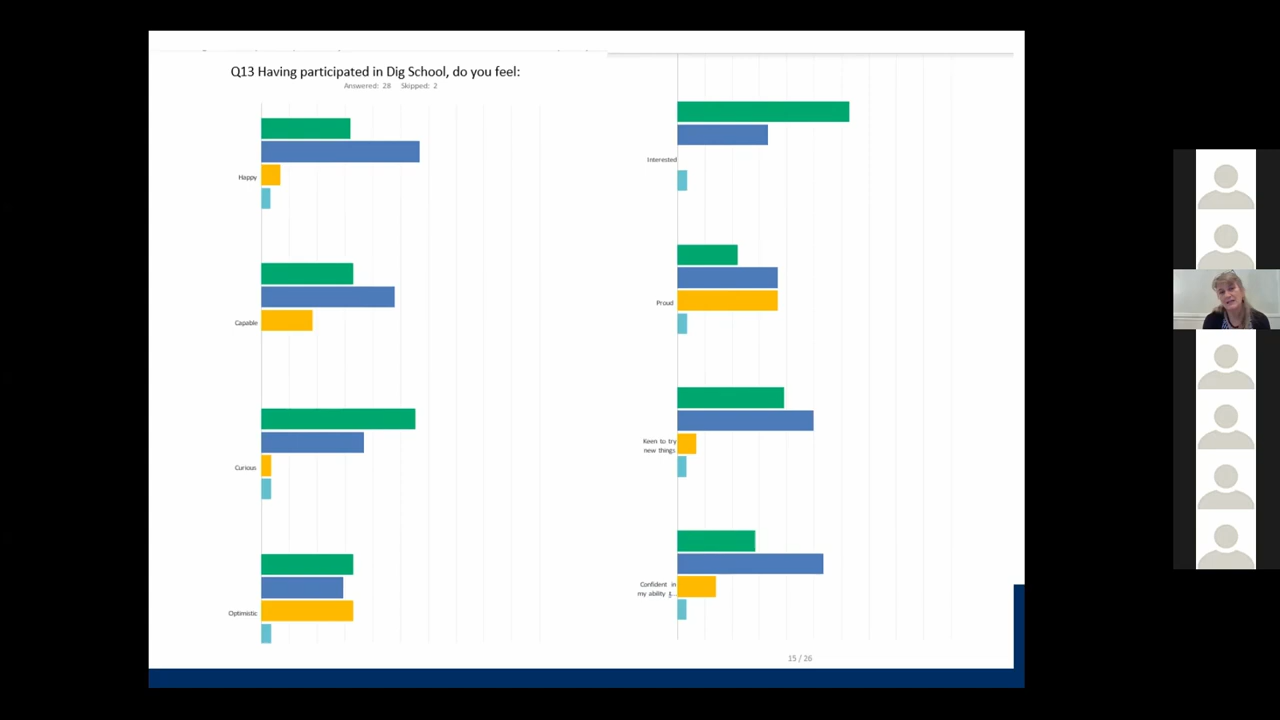 Q13 Having participated in Dig School, do you feel:
Answered: 28 Skipped: 2
Happy
Capable
Curious
Optimistic
Interested
Proud
Keen to try
new things
Confident in
my ability t...
15 / 26